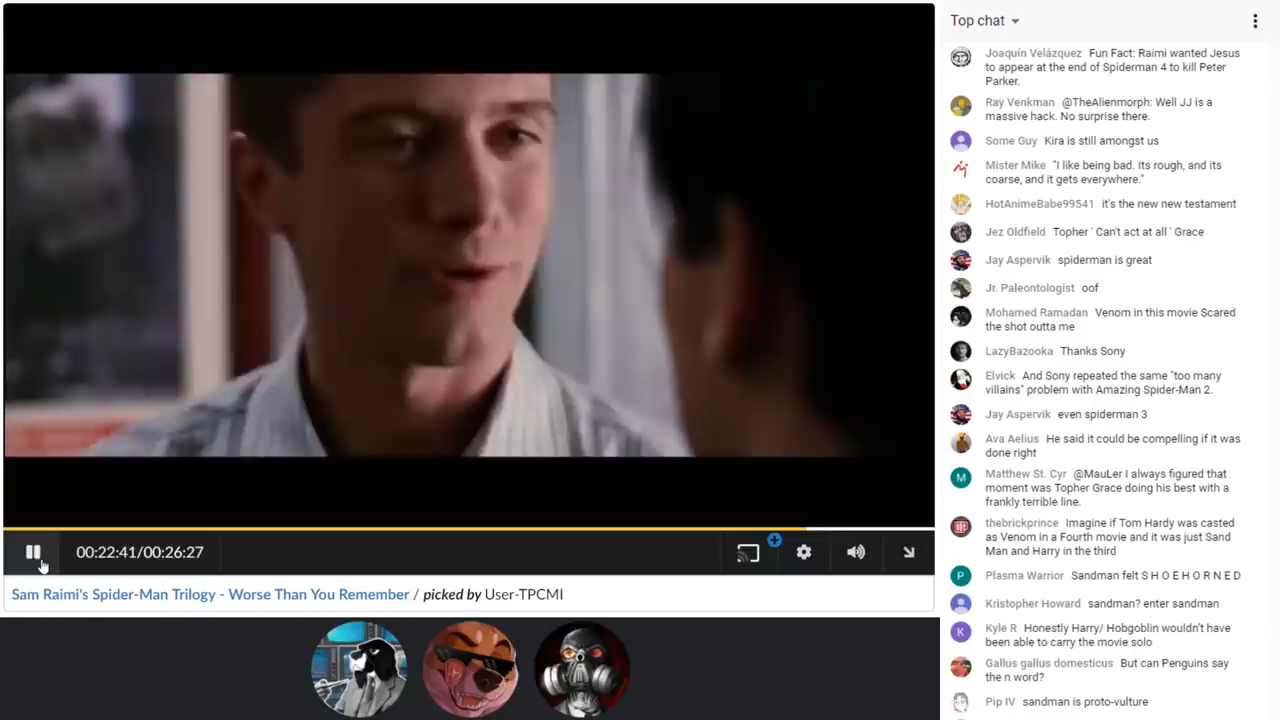 Top chat
Joaquín Velázquez Fun Fact: Raimi wanted Jesus
to appear at the end of Spiderman 4 to kill Peter
Parker.
Ray Venkman @TheAlienmorph: Well JJ is a
massive hack. No surprise there.
Some Guy Kira is still amongst us
Mister Mike "I like being bad. Its rough, and its
coarse, and it gets everywhere."
HotAnimeBabe99541 it's the new new testament
Jez Oldfield Topher ' Can't act at all ' Grace
Jay Aspervik spiderman is great
Jr. Paleontologist oof
Mohamed Ramadan Venom in this movie Scared
the shot outta me
LazyBazooka Thanks Sony
Elvick And Sony repeated the same "too many
villains" problem with Amazing Spider-Man 2.
Jay Aspervik even spiderman 3
Ava Aelius He said it could be compelling if it was
done right
M
Matthew St. Cyr @MauLer I always figured that
moment was Topher Grace doing his best with a
frankly terrible line.
thebrickprince Imagine if Tom Hardy was casted
as Venom in a Fourth movie and it was just Sand
Man and Harry in the third
P
Plasma Warrior Sandman felt S H O E H O R N E D
Kristopher Howard sandman? enter sandman
K
Kyle R Honestly Harry/ Hobgoblin wouldn't have
been able to carry the movie solo
Gallus gallus domesticus But can Penguins say
the n word?
Pip IV sandman is proto-vulture
00:22:41/00:26:27
Sam Raimi's Spider-Man Trilogy - Worse Than You Remember / picked by User-TPCMI